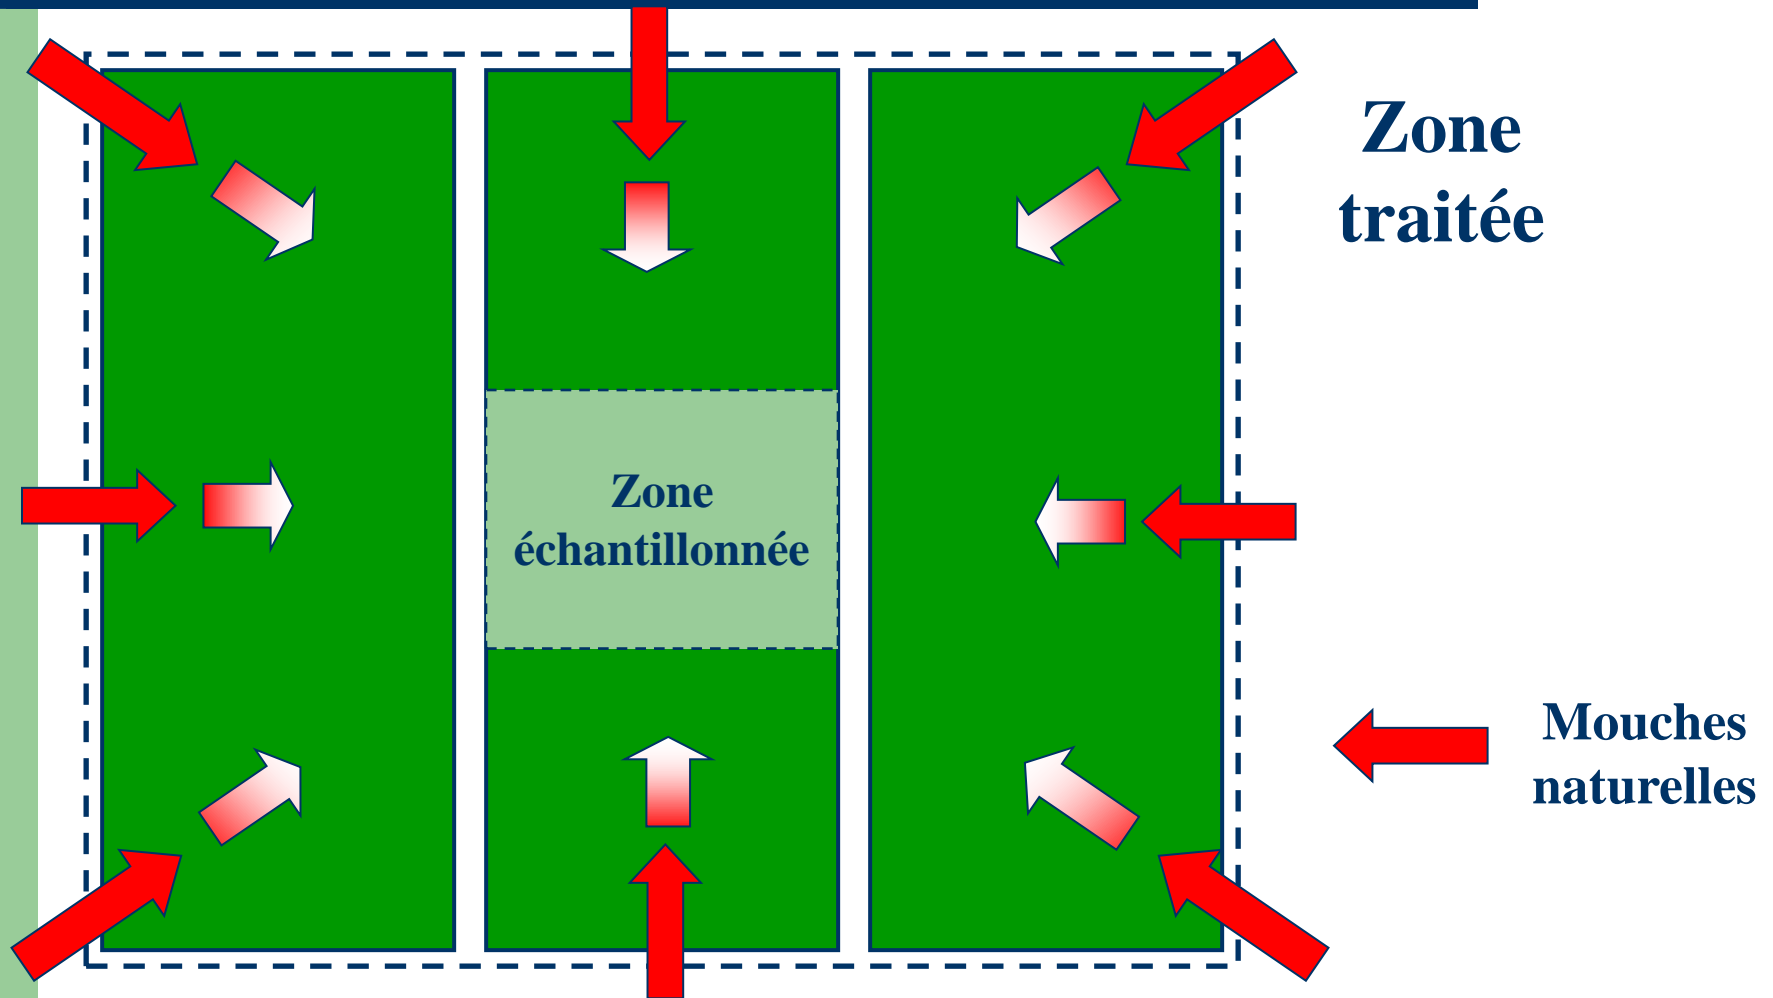 Zone
traitée
Zone
échantillonnée
Mouches
naturelles